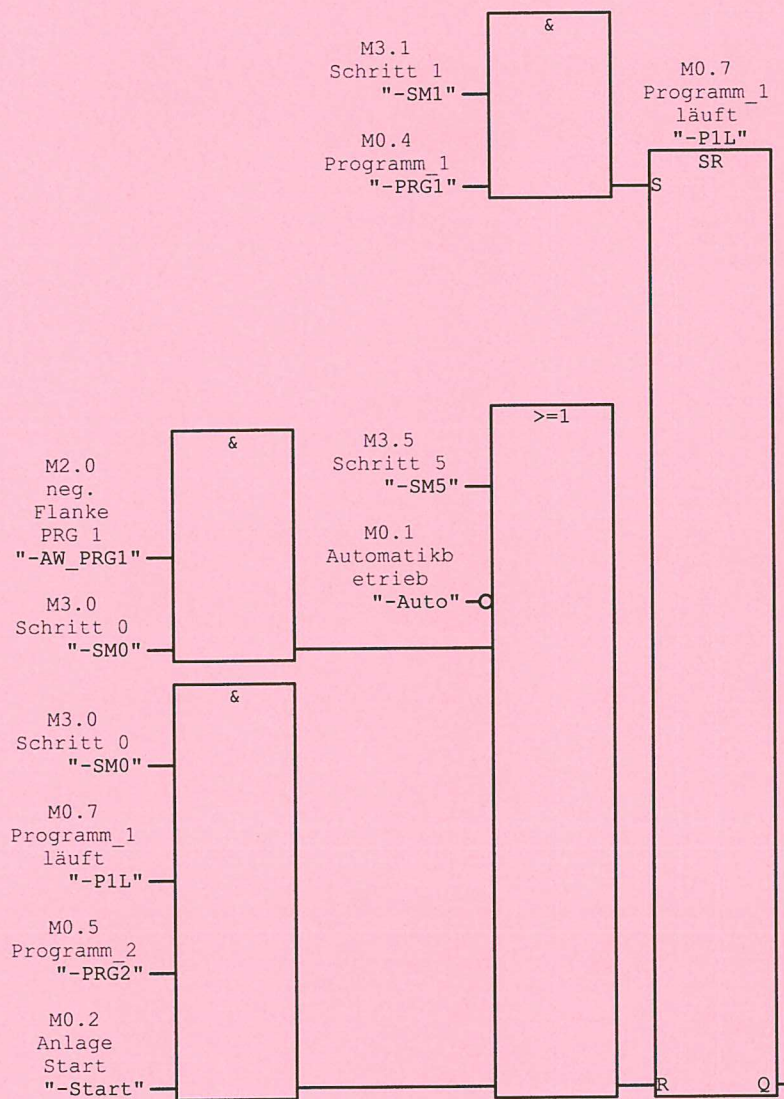 &
M3.1
Schritt 1
"-SM1"
M0.4
Programm_1
"-PRG1"
M0.7
Programm_1
läuft
"-P1L"
SR
S
>=1
M3.5
Schritt 5
"-SM5"
M0.1
Automatikb
etrieb
"-Auto"
&
M2.0
neg.
Flanke
PRG 1
"-AW_PRG1"
M3.0
Schritt 0
"-SM0"
&
M3.0
Schritt 0
"-SM0"
M0.7
Programm_1
läuft
"-P1L"
M0.5
Programm_2
"-PRG2"
M0.2
Anlage
Start
"-Start"
R
Q